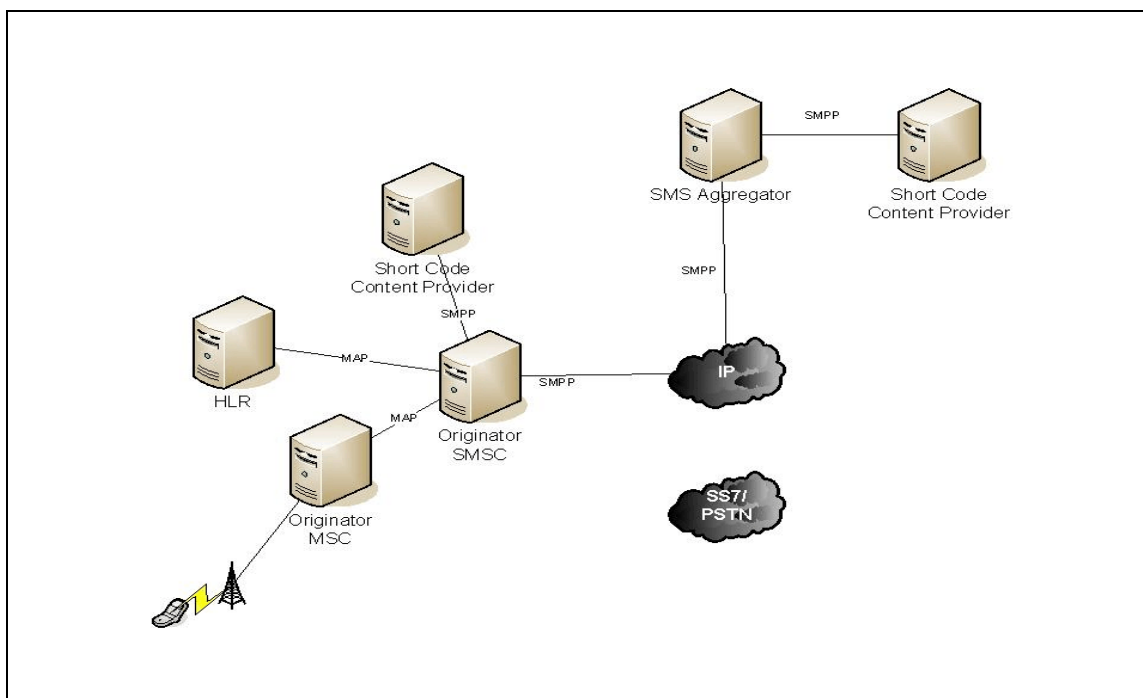 SMPP
SMS Aggregator
Short Code
Content Provider
SMPP
Short Code
Content Provider
SMPP
MAP
HLR
SMPP
IP
MAP
Originator
SMSC
SS7/
PSTN
Originator
MSC